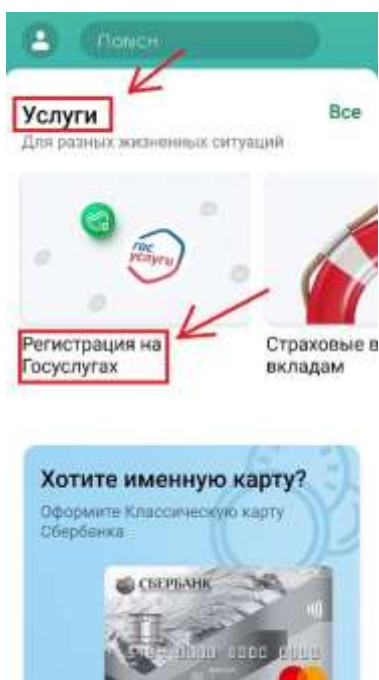 Поиск
Услуги
Все
Для разных жизненных ситуаций
гос
услуги
Регистрация на
Госуслугах
Страховые в
вкладам
Хотите именную карту?
Оформите Классическую карту
Сбербанка
СБЕРБАНК